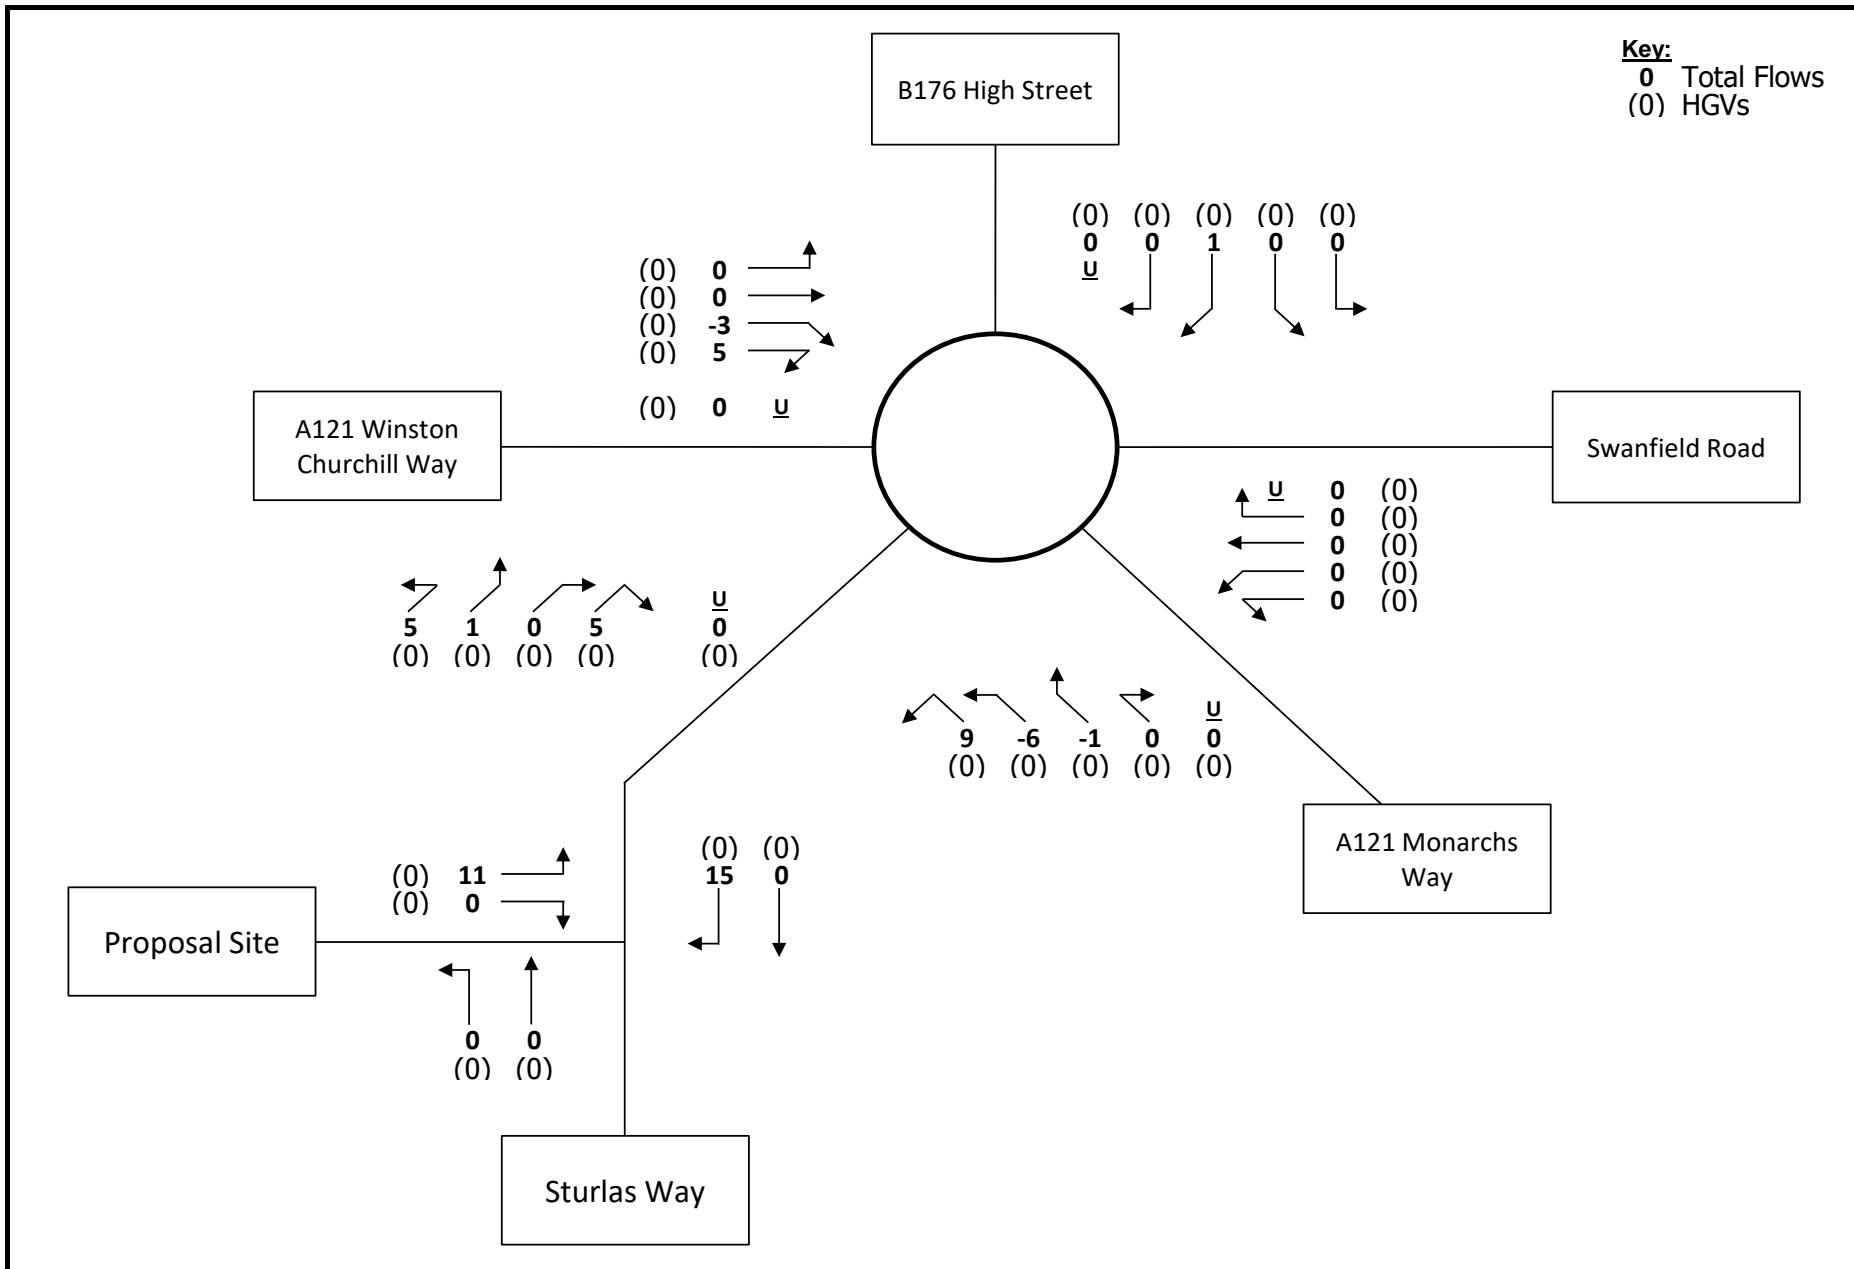 Key:
0 Total Flows
(0) HGVs
B176 High Street
(0) (0) (0) (0) (0)
0 0 1 0 0
U
(0) 0
(0) 0
(0) -3
(0) 5
(0) 0 U
A121 Winston
Churchill Way
Swanfield Road
U 0 (0)
0 (0)
0 (0)
0 (0)
0 (0)
U
5 1 0 5 0
(0) (0) (0) (0) (0)
U
9 -6 -1 0 0
(0) (0) (0) (0) (0)
A121 Monarchs
Way
(0) (0)
15 0
(0) 11
(0) 0
Proposal Site
0 0
(0) (0)
Sturlas Way